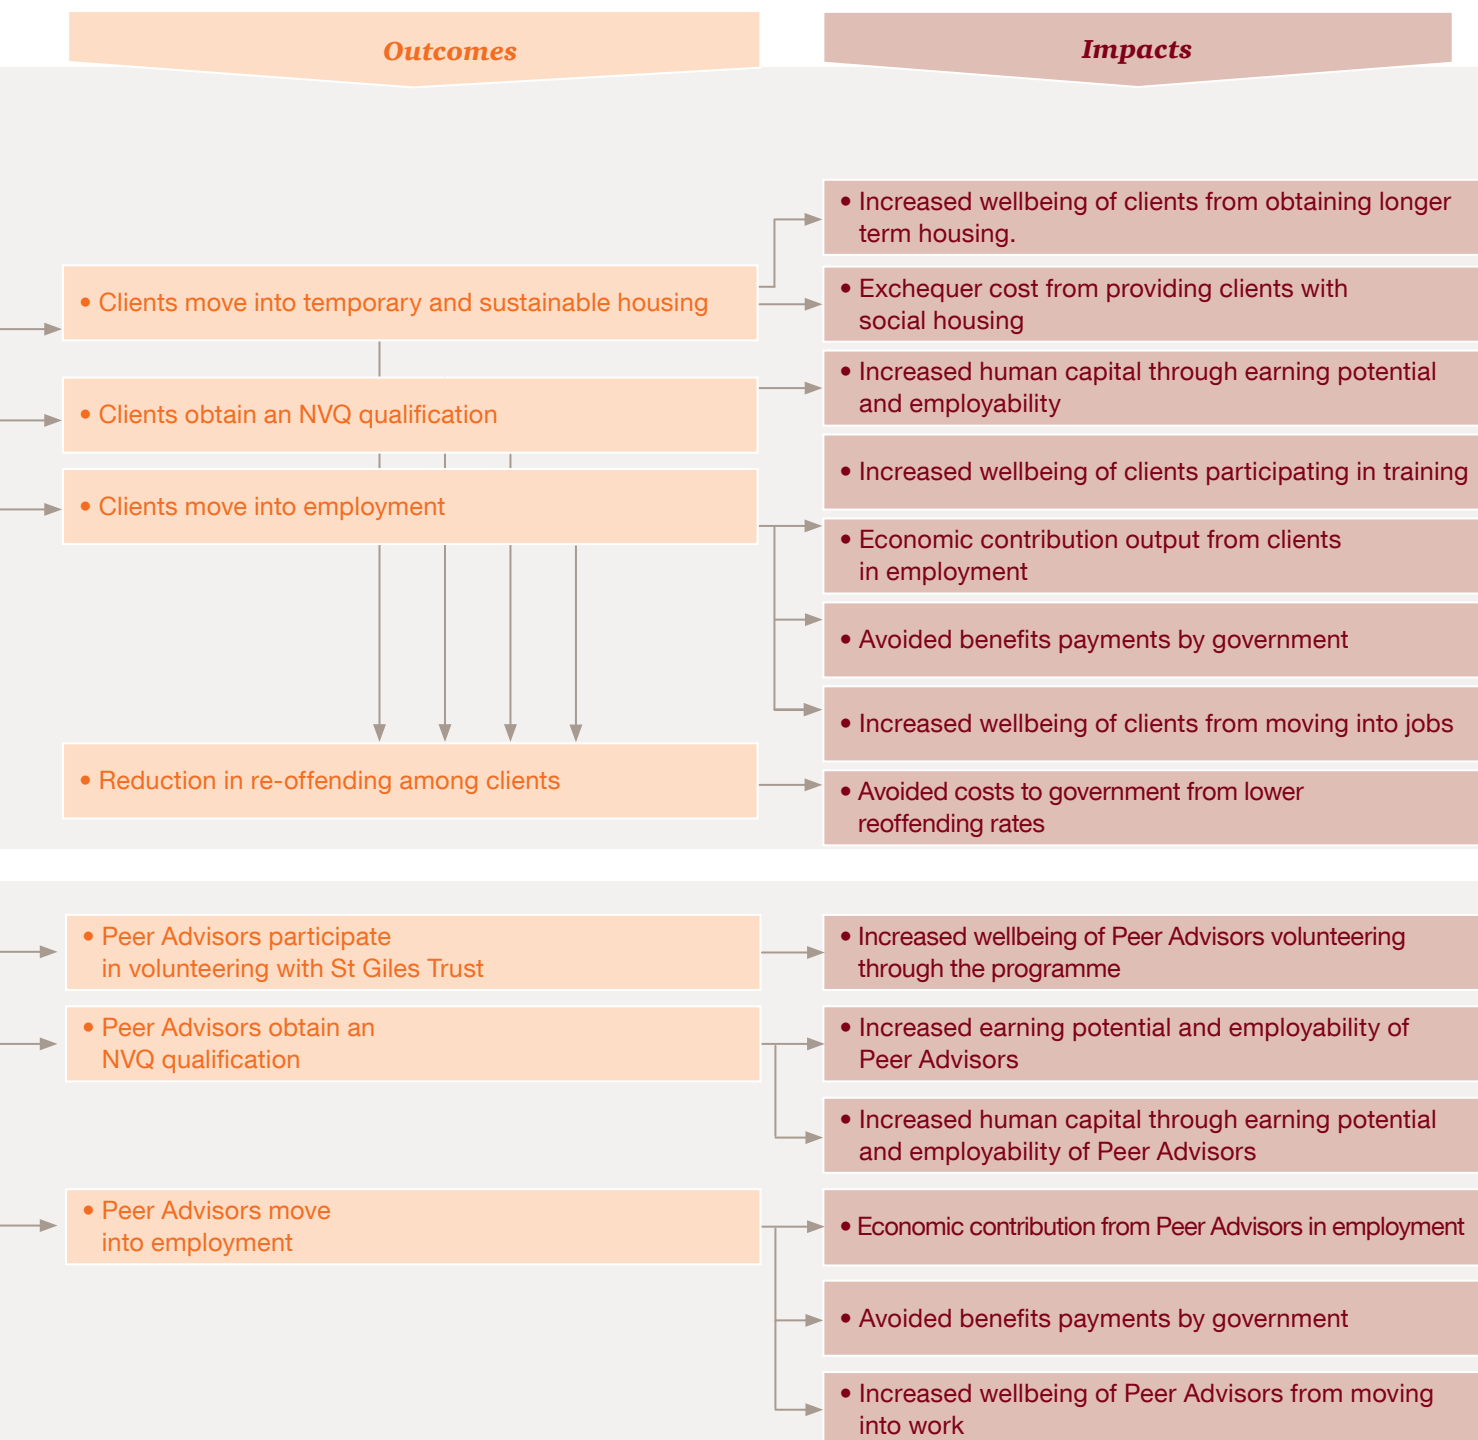 Outcomes
Impacts
• Increased wellbeing of clients from obtaining longer
term housing.
• Clients move into temporary and sustainable housing
• Exchequer cost from providing clients with
social housing
• Increased human capital through earning potential
and employability
• Clients obtain an NVQ qualification
• Increased wellbeing of clients participating in training
• Clients move into employment
• Economic contribution output from clients
in employment
• Avoided benefits payments by government
• Increased wellbeing of clients from moving into jobs
• Reduction in re-offending among clients
• Avoided costs to government from lower
reoffending rates
• Peer Advisors participate
in volunteering with St Giles Trust
• Increased wellbeing of Peer Advisors volunteering
through the programme
• Peer Advisors obtain an
NVQ qualification
• Increased earning potential and employability of
Peer Advisors
• Increased human capital through earning potential
and employability of Peer Advisors
• Peer Advisors move
into employment
• Economic contribution from Peer Advisors in employment
• Avoided benefits payments by government
• Increased wellbeing of Peer Advisors from moving
into work